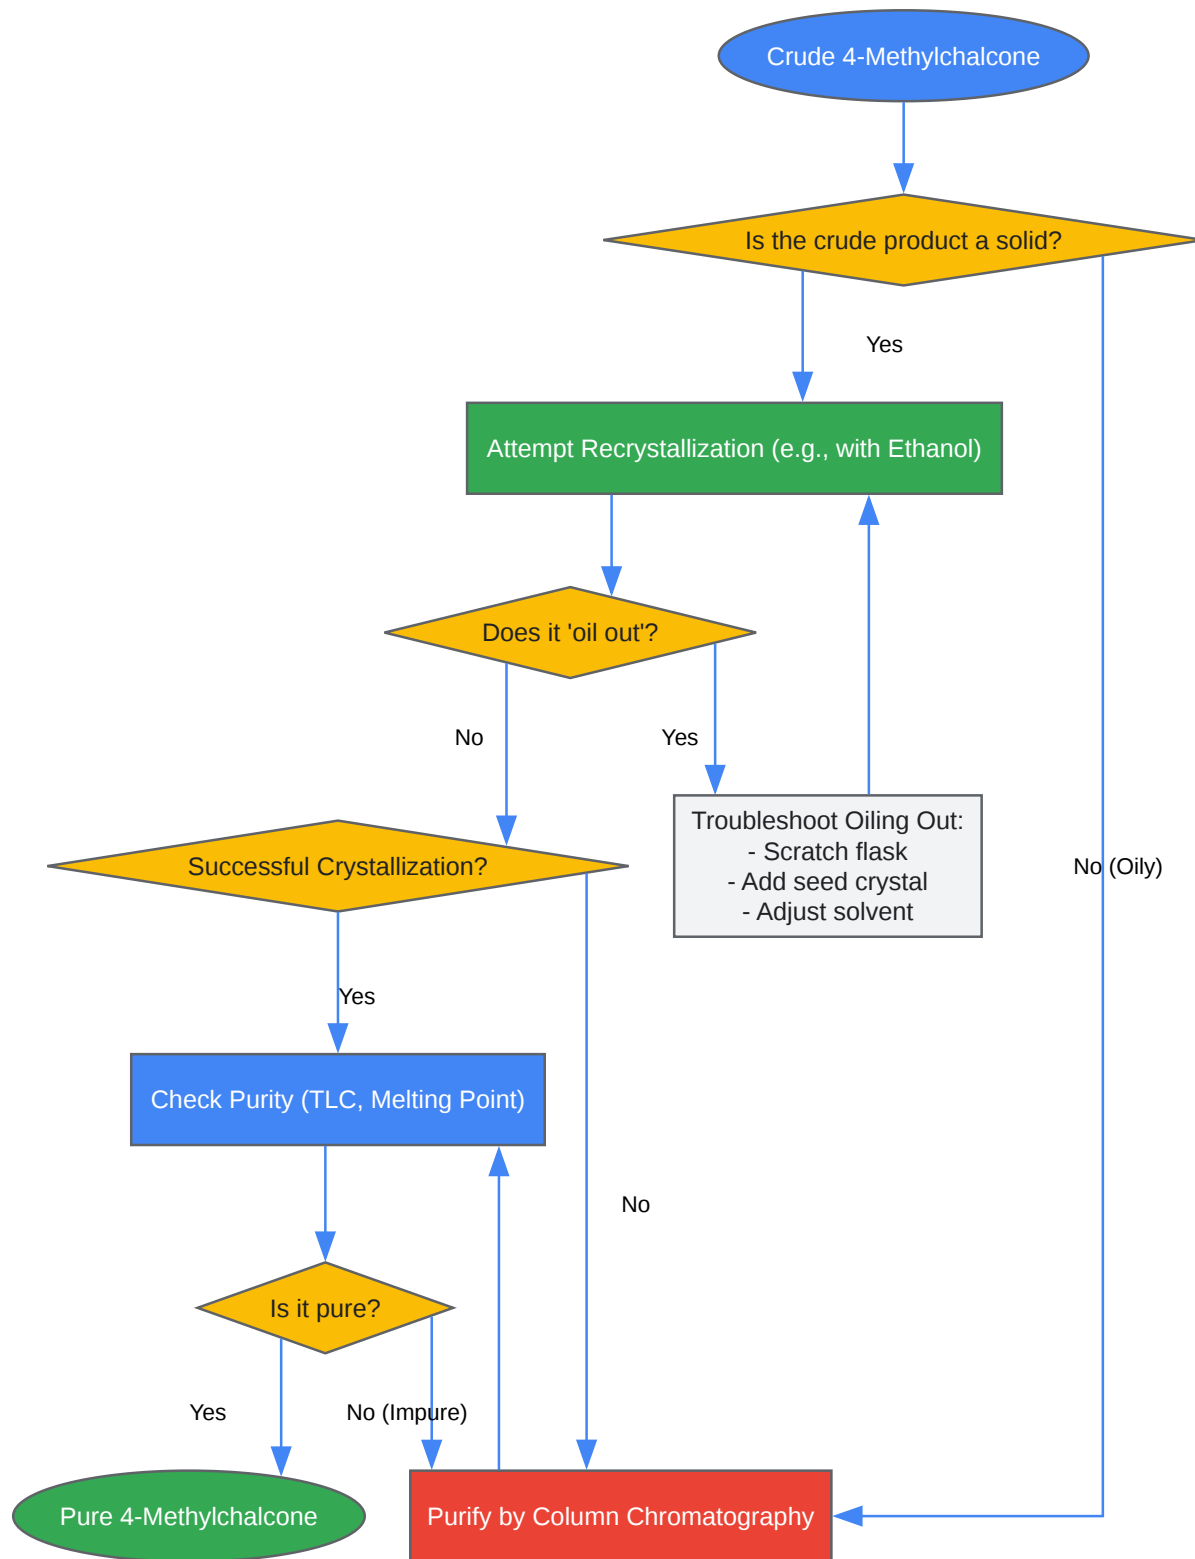 Crude 4-Methylchalcone
Is the crude product a solid?
Yes
Attempt Recrystallization (e.g., with Ethanol)
Does it 'oil out'?
No
Yes
Troubleshoot Oiling Out:
- Scratch flask
- Add seed crystal
- Adjust solvent
Successful Crystallization?
No (Oily)
Yes
Check Purity (TLC, Melting Point)
No
Is it pure?
Yes
No (Impure)
Pure 4-Methylchalcone
Purify by Column Chromatography